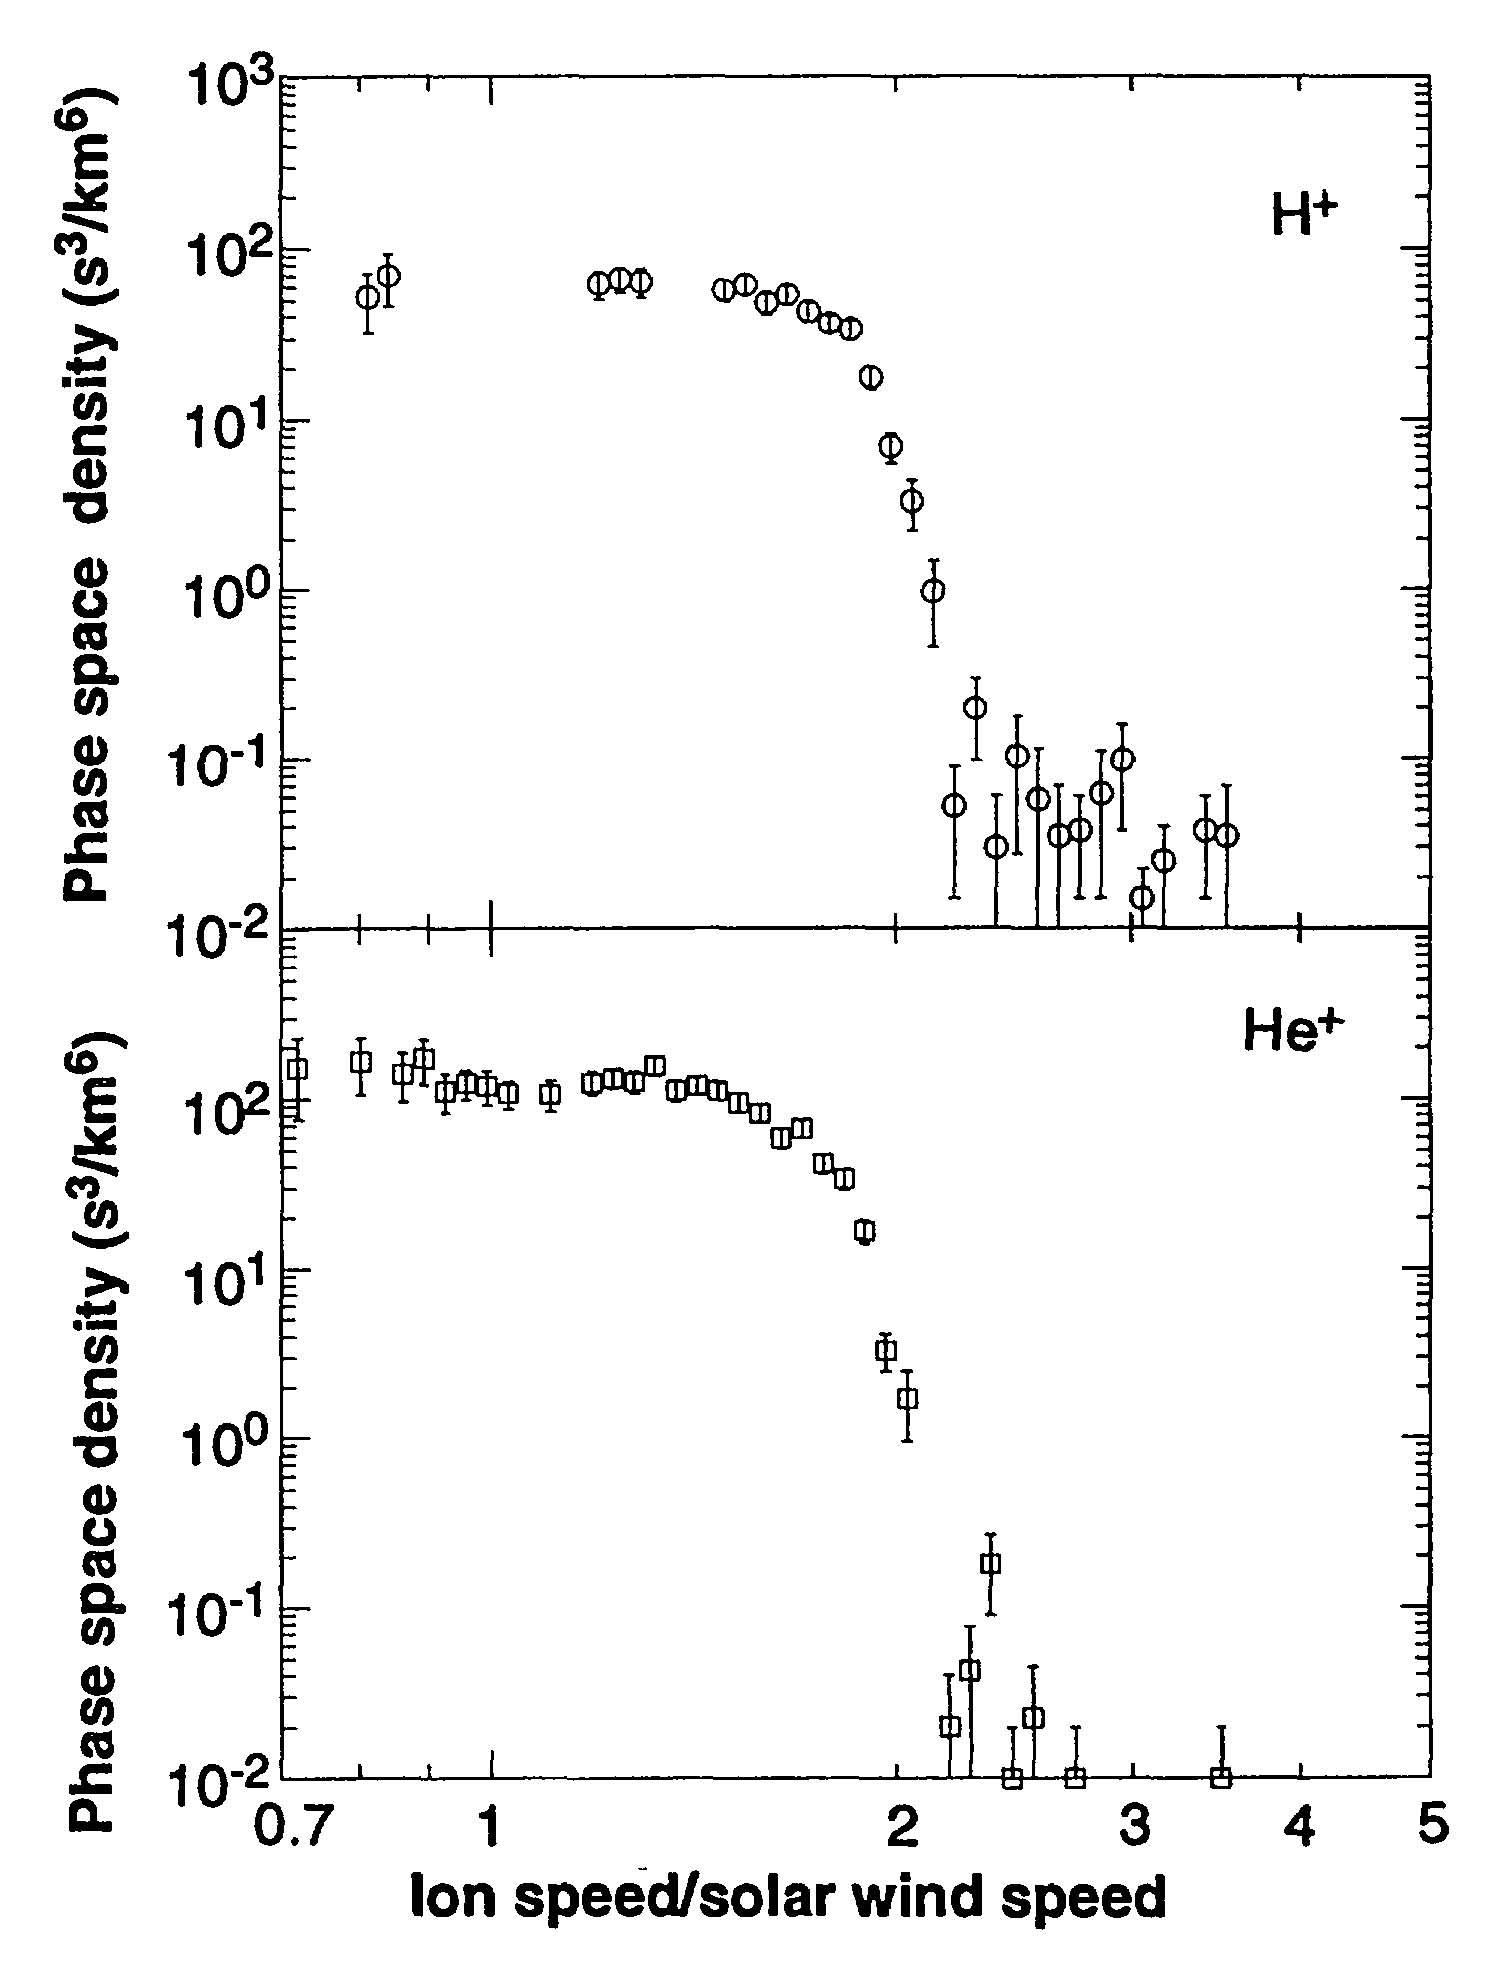 10³
10²
10¹
10⁰
10⁻¹
10⁻²
Phase space density (s³/km⁶)
H⁺
10²
10¹
10⁰
10⁻¹
10⁻²
Phase space density (s³/km⁶)
He⁺
0.7 1 2 3 4 5
Ion speed/solar wind speed